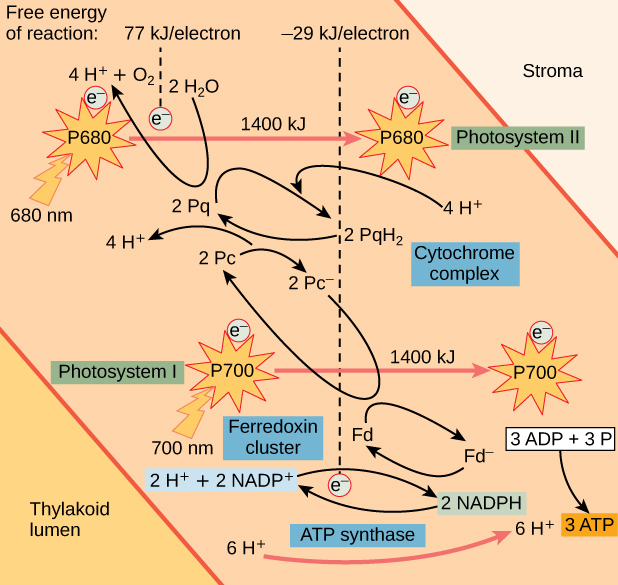 Free energy
of reaction: 77 kJ/electron −29 kJ/electron
Stroma
4 H⁺ + O₂
2 H₂O
e⁻
e⁻
e⁻
P680
1400 kJ
P680
Photosystem II
680 nm
2 Pq
4 H⁺
4 H⁺
2 PqH₂
2 Pc
Cytochrome
complex
2 Pc⁻
e⁻
e⁻
Photosystem I
P700
1400 kJ
P700
700 nm
Ferredoxin
cluster
Fd
Fd⁻
3 ADP + 3 P
2 H⁺ + 2 NADP⁺
e⁻
2 NADPH
Thylakoid
lumen
ATP synthase
6 H⁺
6 H⁺
3 ATP